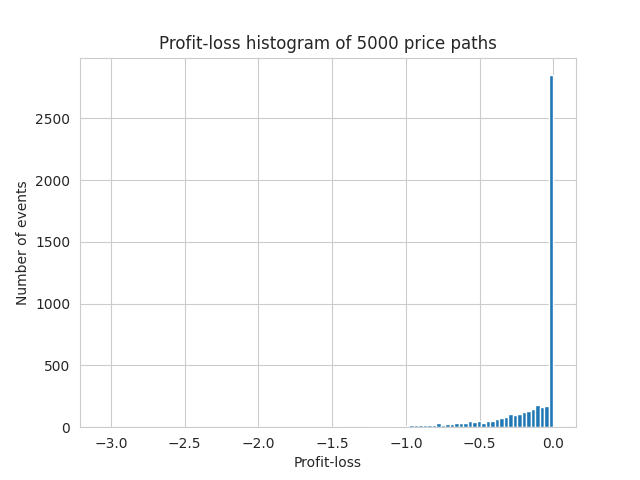 Profit-loss histogram of 5000 price paths
2500
2000
1500
1000
500
0
Number of events
−3.0 −2.5 −2.0 −1.5 −1.0 −0.5 0.0
Profit-loss